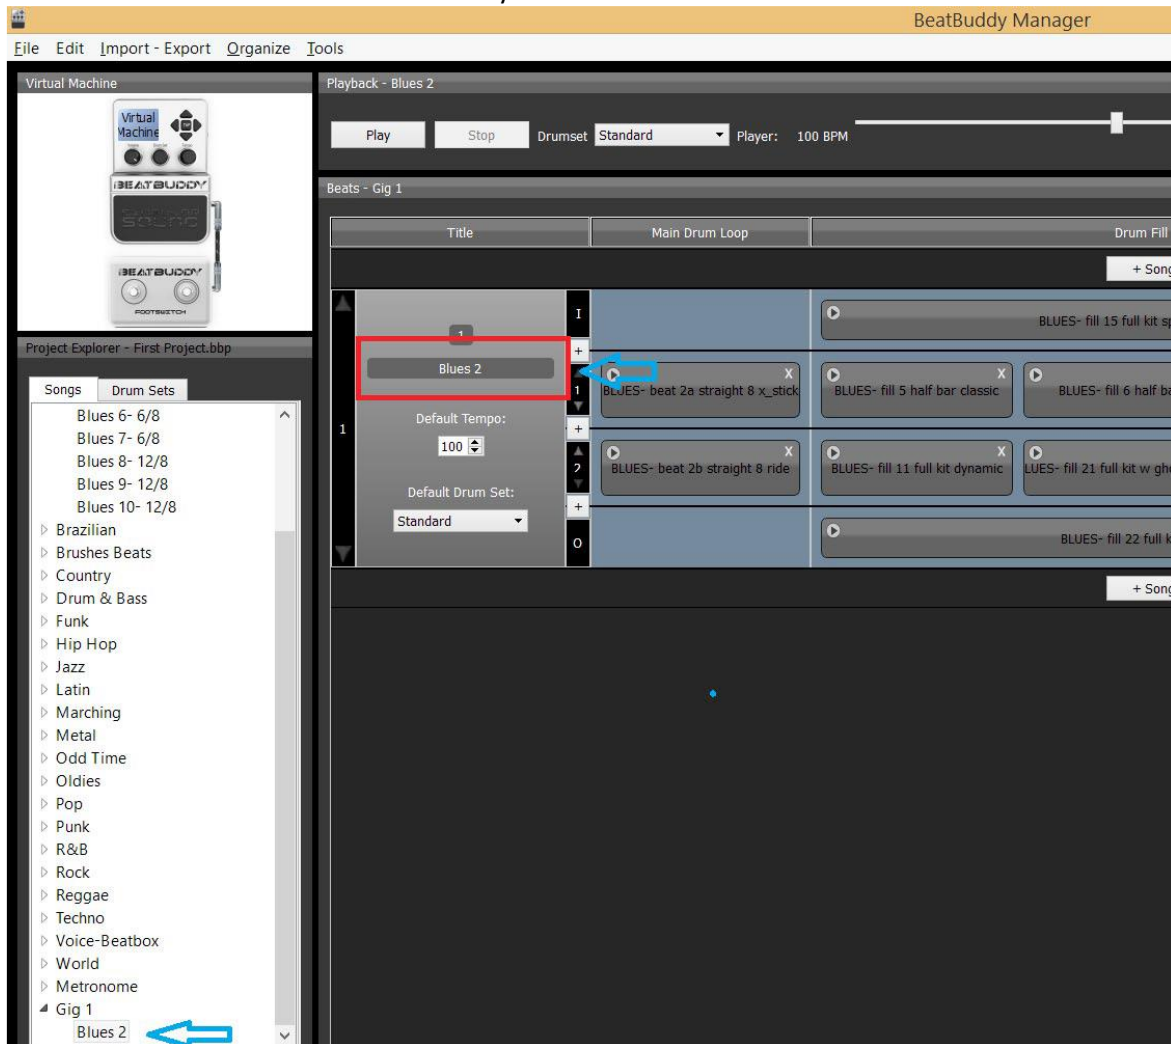 BeatBuddy Manager
File Edit Import - Export Organize Tools
Virtual Machine
Virtual
Machine
BEATBUDDY
BEATBUDDY
FOOTSWITCH
Playback - Blues 2
Play Stop Drumset Standard Player: 100 BPM
Beats - Gig 1
Title Main Drum Loop Drum Fill
+ Song
1
1
Blues 2
Default Tempo:
100
Default Drum Set:
Standard
I
+
1
+
2
+
O
BLUES- fill 15 full kit
BLUES- beat 2a straight 8 x_stick X
BLUES- fill 5 half bar classic X
BLUES- fill 6 half
BLUES- beat 2b straight 8 ride X
BLUES- fill 11 full kit dynamic X
LUES- fill 21 full kit w
BLUES- fill 22 full
+ Song
Project Explorer - First Project.bbp
Songs Drum Sets
Blues 6- 6/8
Blues 7- 6/8
Blues 8- 12/8
Blues 9- 12/8
Blues 10- 12/8
Brazilian
Brushes Beats
Country
Drum & Bass
Funk
Hip Hop
Jazz
Latin
Marching
Metal
Odd Time
Oldies
Pop
Punk
R&B
Rock
Reggae
Techno
Voice-Beatbox
World
Metronome
Gig 1
Blues 2